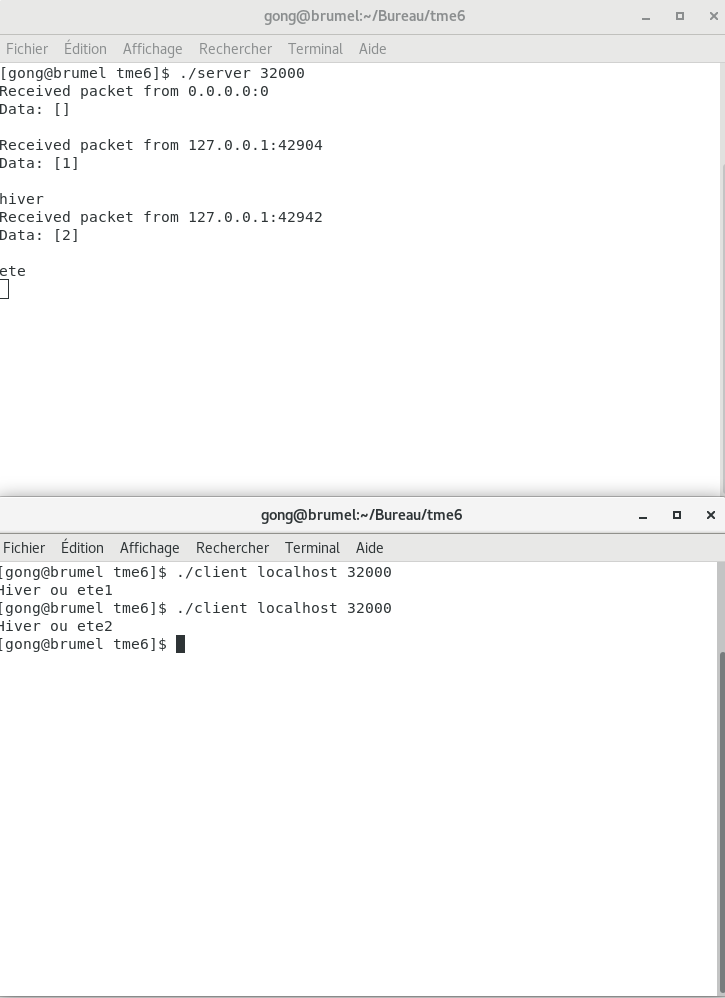 gong@brumel:~/Bureau/tme6
Fichier Édition Affichage Rechercher Terminal Aide
[gong@brumel tme6]$ ./server 32000
Received packet from 0.0.0.0:0
Data: []
Received packet from 127.0.0.1:42904
Data: [1]
hiver
Received packet from 127.0.0.1:42942
Data: [2]
ete
gong@brumel:~/Bureau/tme6
Fichier Édition Affichage Rechercher Terminal Aide
[gong@brumel tme6]$ ./client localhost 32000
Hiver ou ete1
[gong@brumel tme6]$ ./client localhost 32000
Hiver ou ete2
[gong@brumel tme6]$